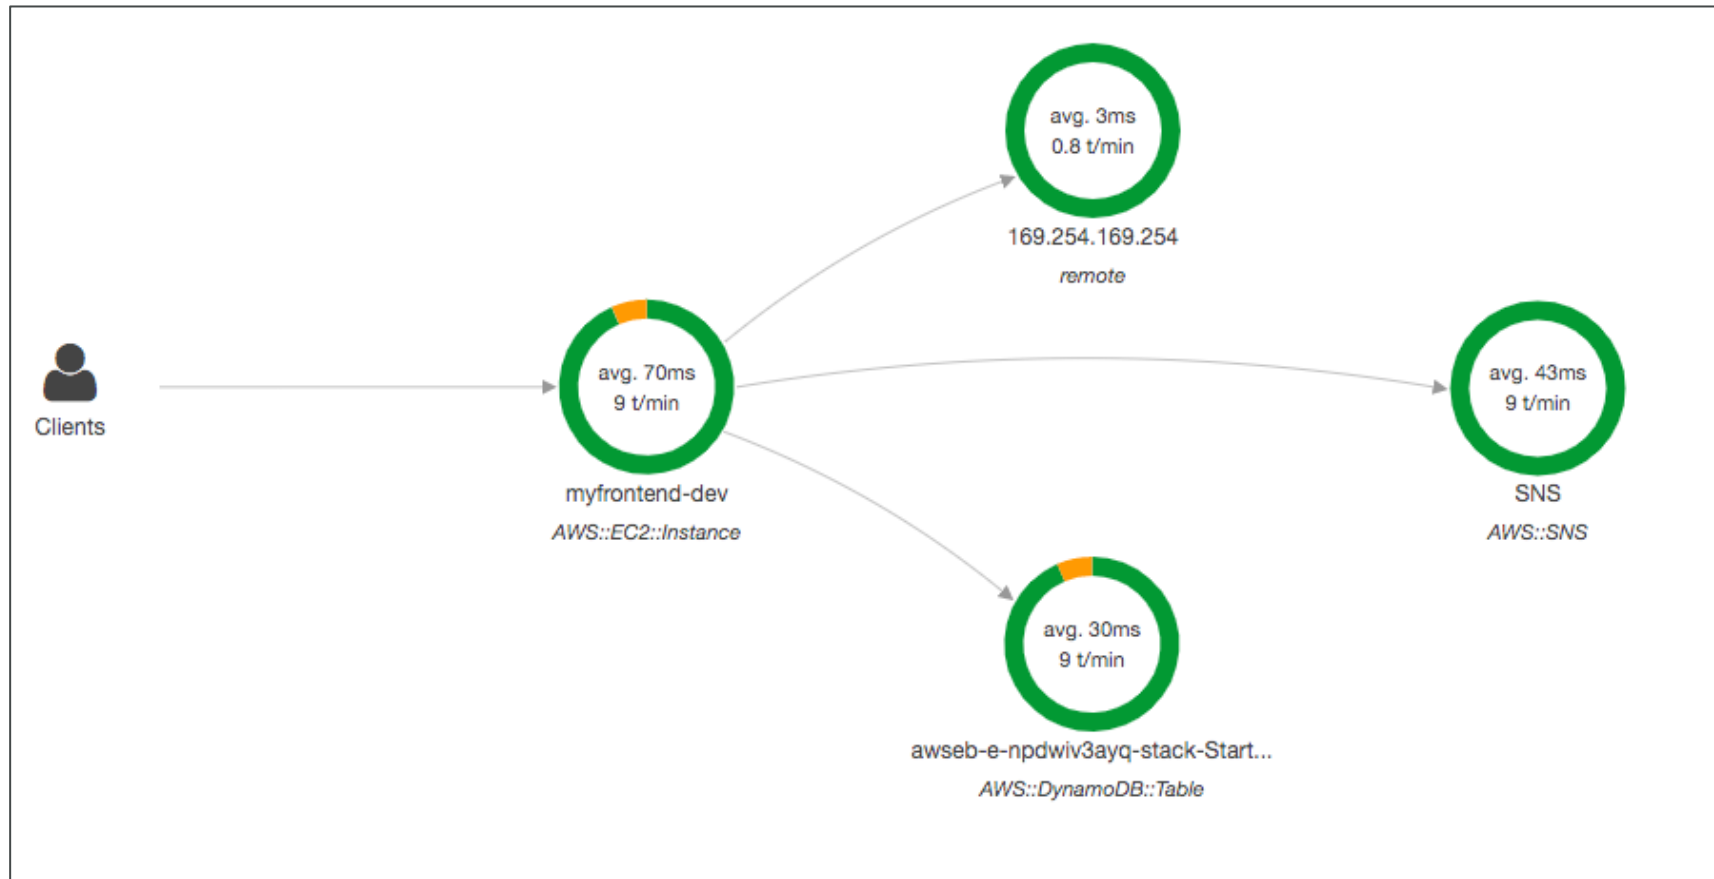 avg. 3ms
0.8 t/min
169.254.169.254
remote
Clients
avg. 70ms
9 t/min
myfrontend-dev
AWS::EC2::Instance
avg. 43ms
9 t/min
SNS
AWS::SNS
avg. 30ms
9 t/min
awseb-e-npdwiv3ayq-stack-Start...
AWS::DynamoDB::Table